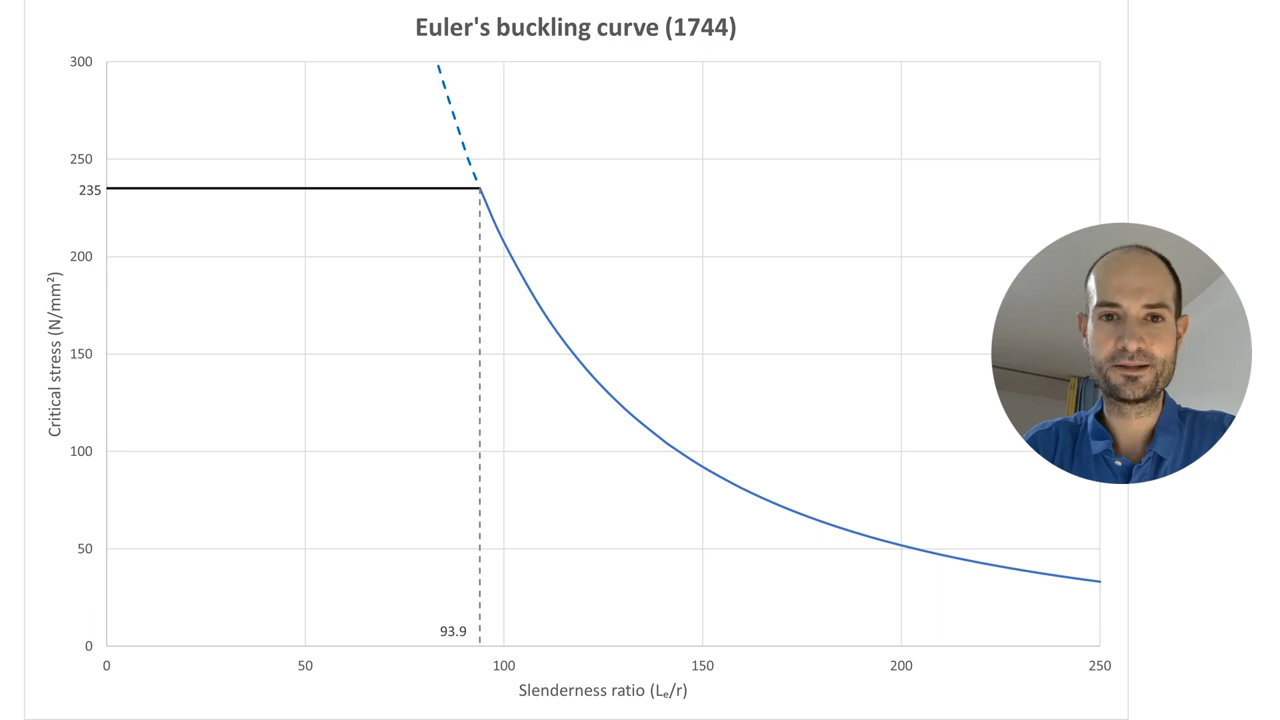 Euler's buckling curve (1744)
300
250
235
200
150
100
50
0
Critical stress (N/mm²)
93.9
0 50 100 150 200 250
Slenderness ratio (Lₑ/r)